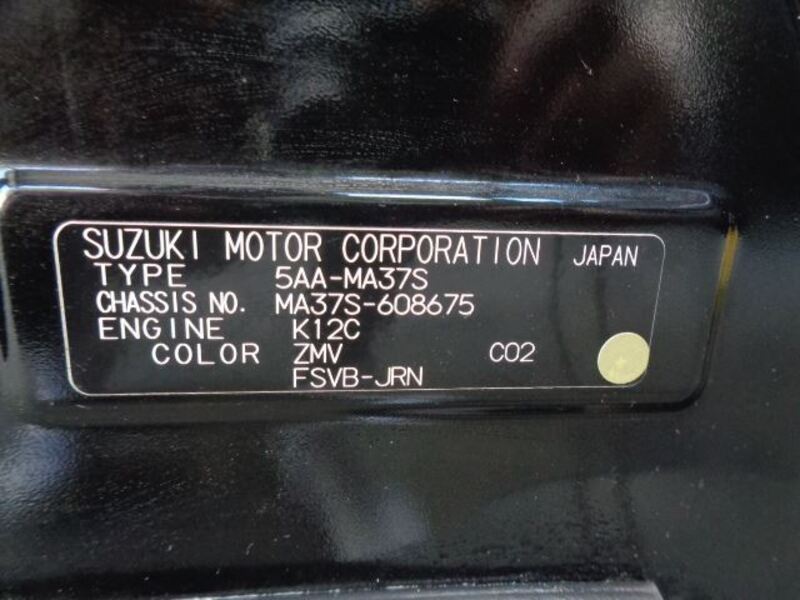 SUZUKI MOTOR CORPORATION JAPAN
TYPE 5AA-MA37S
CHASSIS NO. MA37S-608675
ENGINE K12C
COLOR ZMV C02
FSVB-JRN